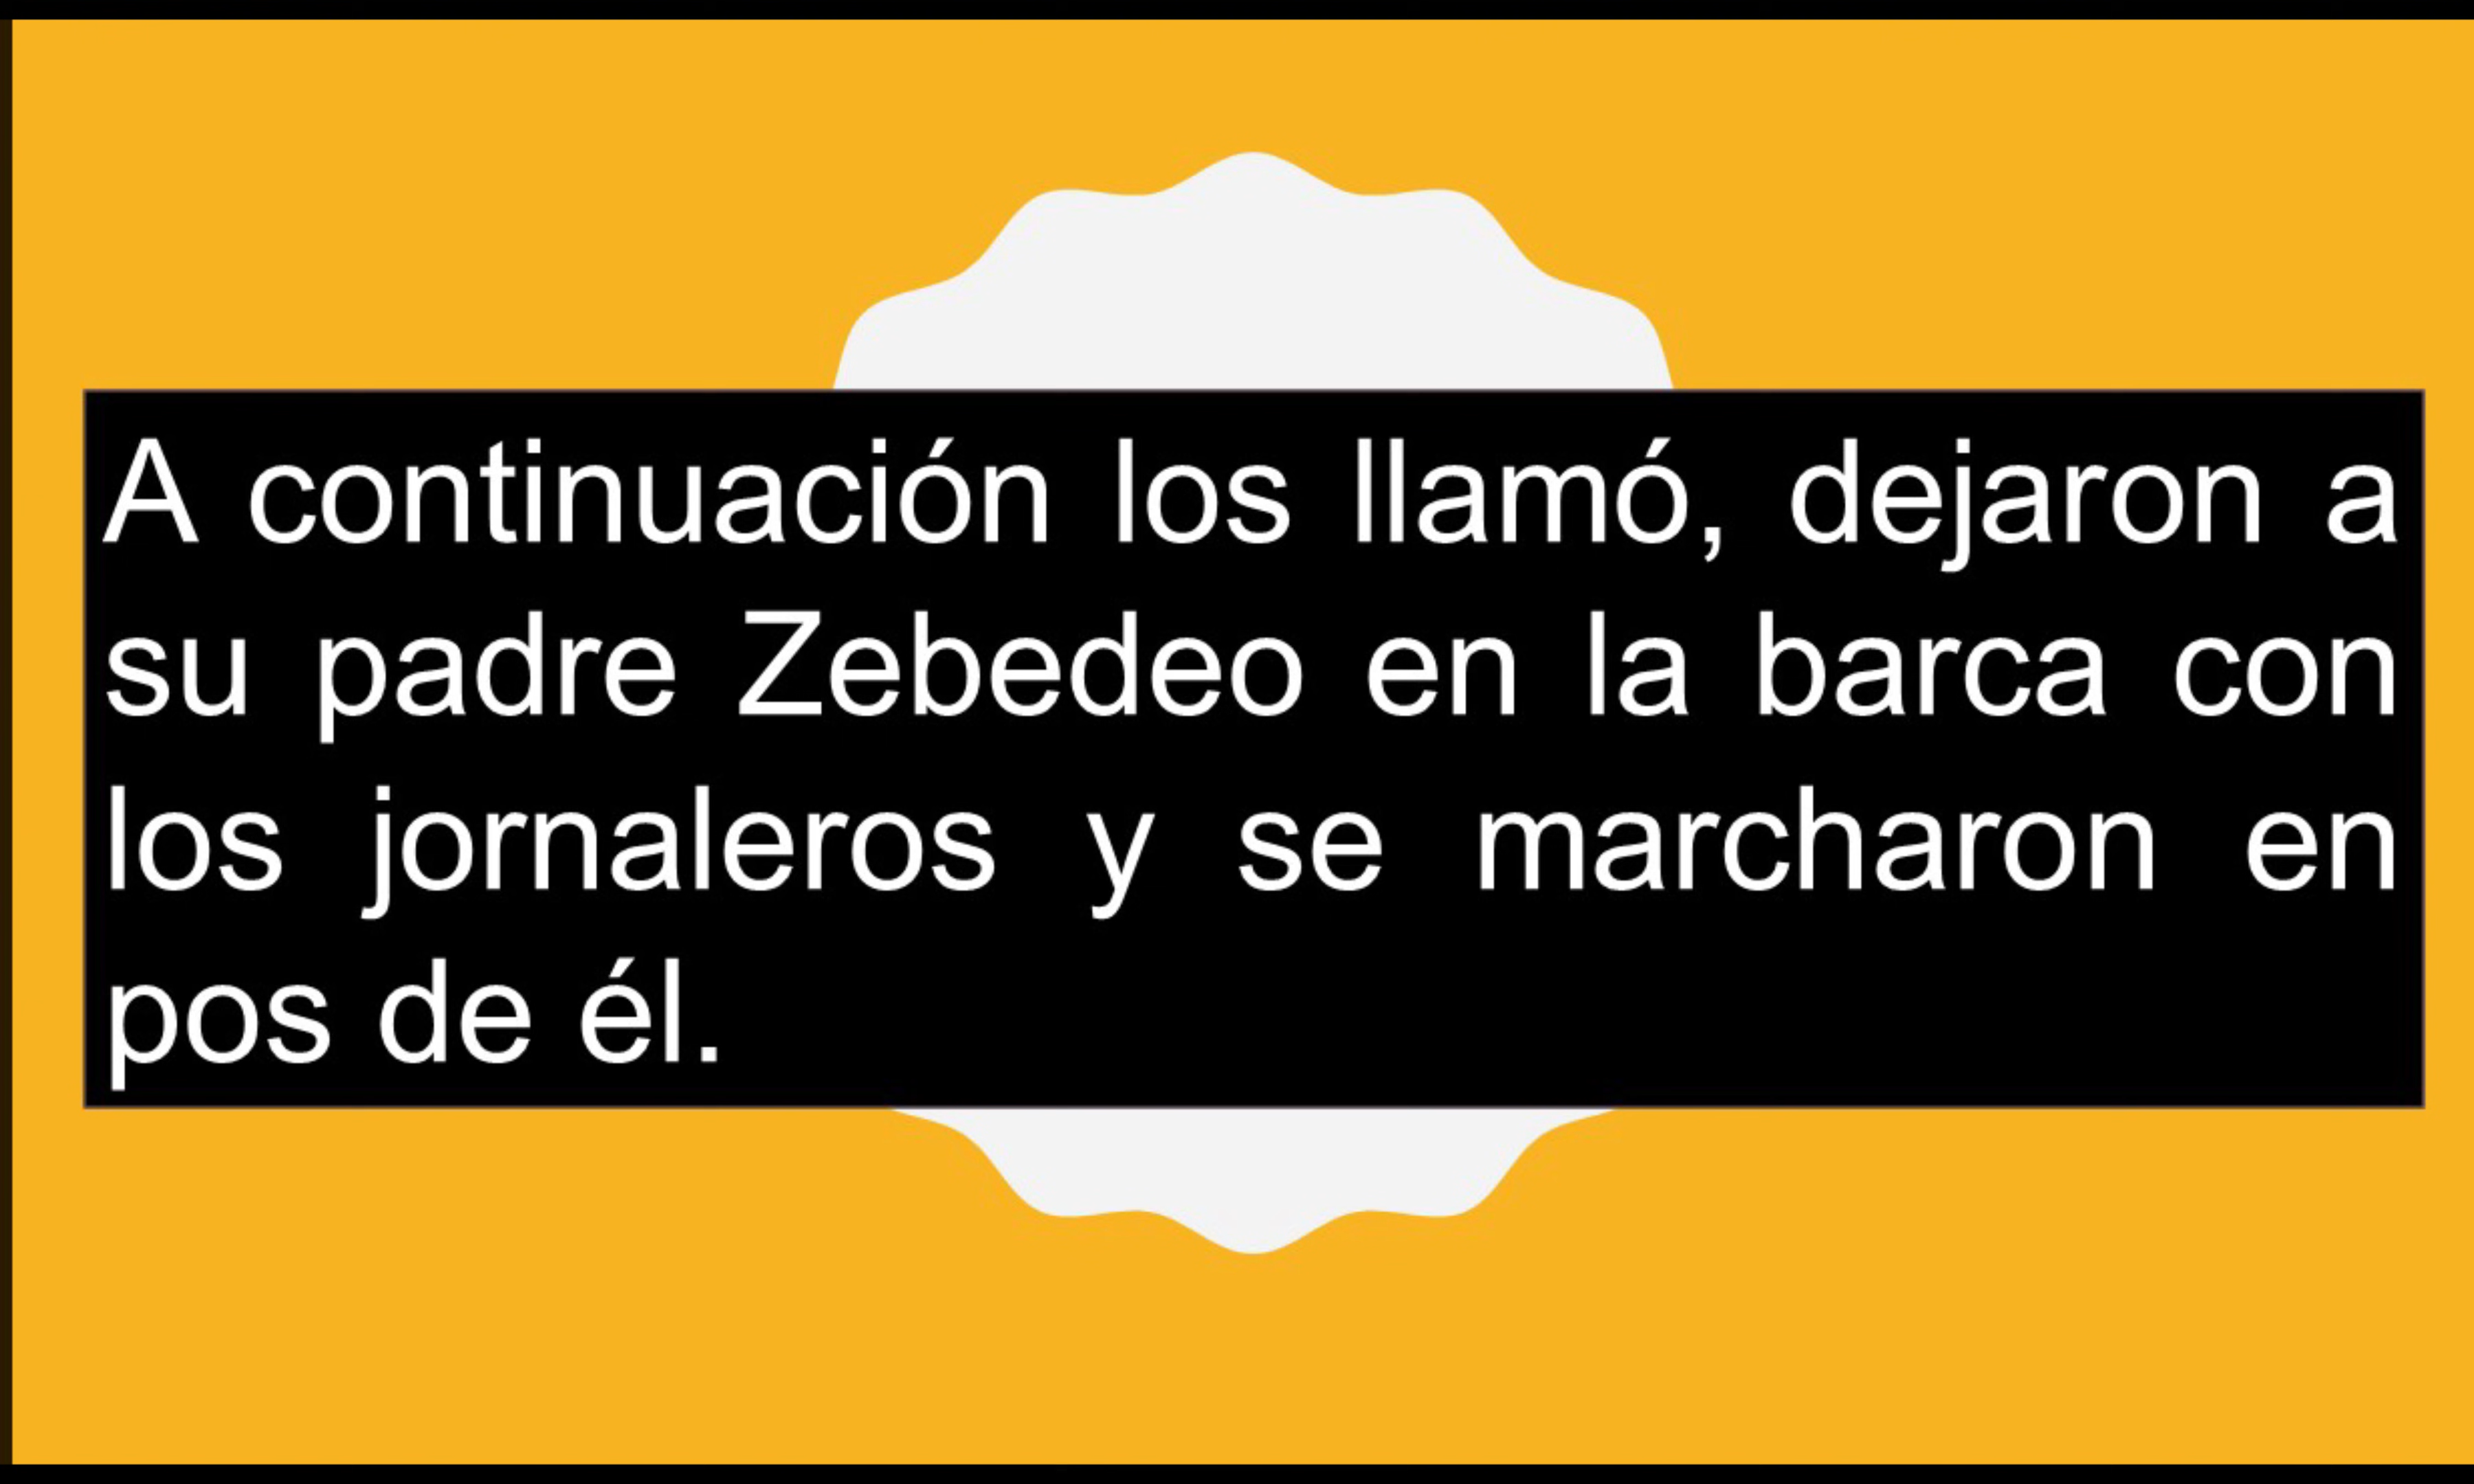 A continuación los llamó, dejaron a
su padre Zebedeo en la barca con
los jornaleros y se marcharon en
pos de él.